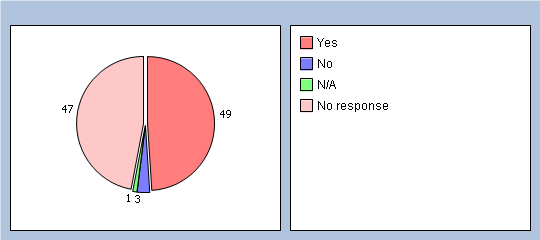 47
49
1 3
Yes
No
N/A
No response